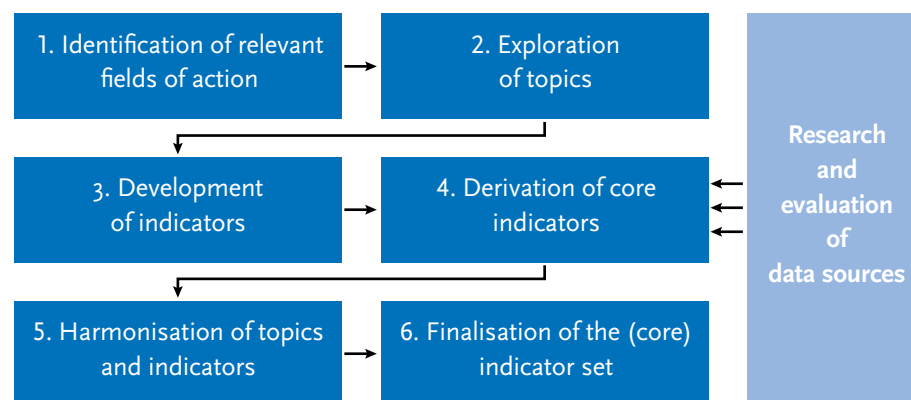 1. Identification of relevant
fields of action
2. Exploration
of topics
3. Development
of indicators
4. Derivation of core
indicators
5. Harmonisation of topics
and indicators
6. Finalisation of the (core)
indicator set
Research
and
evaluation
of
data sources